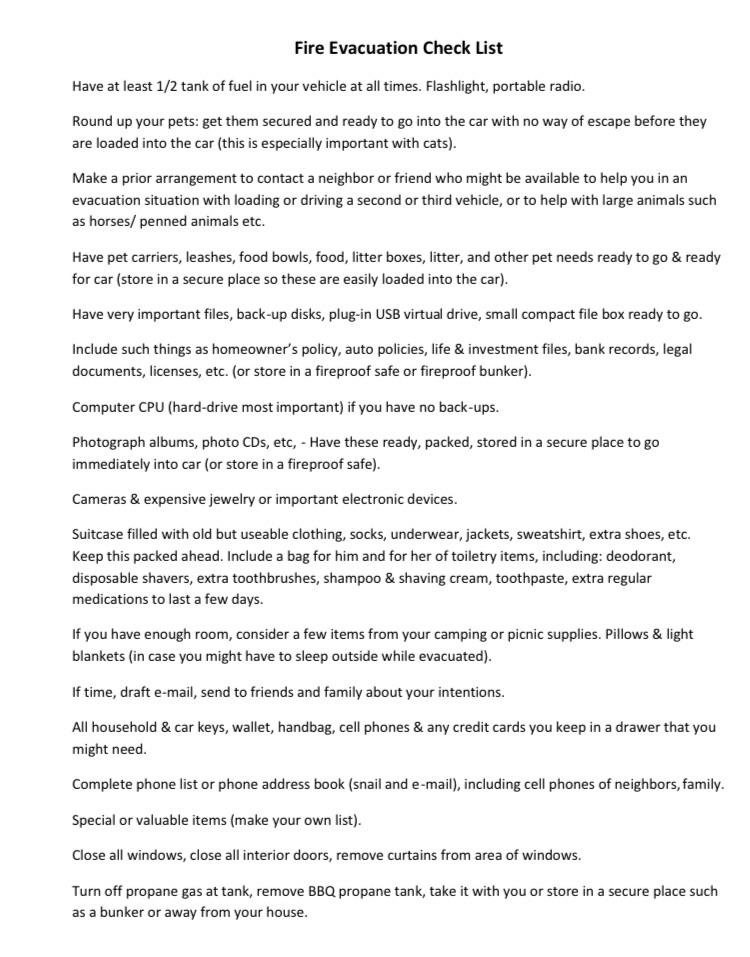 Fire Evacuation Check List
Have at least 1/2 tank of fuel in your vehicle at all times. Flashlight, portable radio.
Round up your pets: get them secured and ready to go into the car with no way of escape before they
are loaded into the car (this is especially important with cats).
Make a prior arrangement to contact a neighbor or friend who might be available to help you in an
evacuation situation with loading or driving a second or third vehicle, or to help with large animals such
as horses/ penned animals etc.
Have pet carriers, leashes, food bowls, food, litter boxes, litter, and other pet needs ready to go & ready
for car (store in a secure place so these are easily loaded into the car).
Have very important files, back-up disks, plug-in USB virtual drive, small compact file box ready to go.
Include such things as homeowner’s policy, auto policies, life & investment files, bank records, legal
documents, licenses, etc. (or store in a fireproof safe or fireproof bunker).
Computer CPU (hard-drive most important) if you have no back-ups.
Photograph albums, photo CDs, etc, - Have these ready, packed, stored in a secure place to go
immediately into car (or store in a fireproof safe).
Cameras & expensive jewelry or important electronic devices.
Suitcase filled with old but useable clothing, socks, underwear, jackets, sweatshirt, extra shoes, etc.
Keep this packed ahead. Include a bag for him and for her of toiletry items, including: deodorant,
disposable shavers, extra toothbrushes, shampoo & shaving cream, toothpaste, extra regular
medications to last a few days.
If you have enough room, consider a few items from your camping or picnic supplies. Pillows & light
blankets (in case you might have to sleep outside while evacuated).
If time, draft e-mail, send to friends and family about your intentions.
All household & car keys, wallet, handbag, cell phones & any credit cards you keep in a drawer that you
might need.
Complete phone list or phone address book (snail and e-mail), including cell phones of neighbors, family.
Special or valuable items (make your own list).
Close all windows, close all interior doors, remove curtains from area of windows.
Turn off propane gas at tank, remove BBQ propane tank, take it with you or store in a secure place such
as a bunker or away from your house.